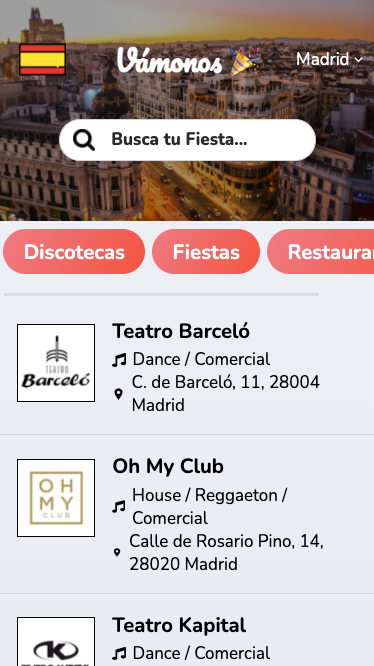 Vámonos
Madrid
Busca tu Fiesta...
Discotecas
Fiestas
Restaura
Teatro Barceló
TEATRO
Barceló
Dance / Comercial
C. de Barceló, 11, 28004
Madrid
Oh My Club
OH
MY
CLUB
House / Reggaeton /
Comercial
Calle de Rosario Pino, 14,
28020 Madrid
Teatro Kapital
K
Dance / Comercial